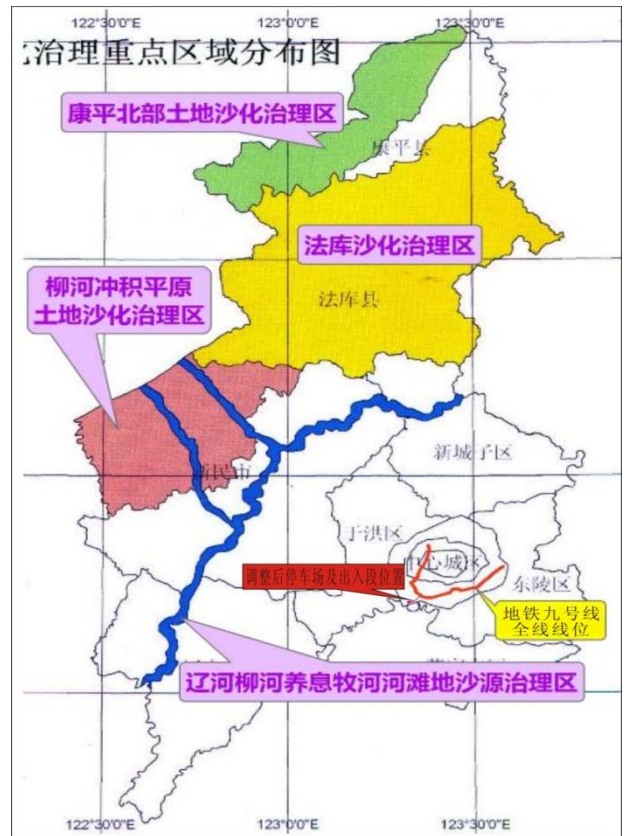 122°30'0"E
123°0'0"E
123°30'0"E
化治理重点区域分布图
康平北部土地沙化治理区
康平县
法库沙化治理区
柳河冲积平原
土地沙化治理区
法库县
新城子区
新民市
于洪区
中心城区
调整后停车场及出入段位置
东陵区
地铁九号线
全线线位
辽河柳河养息牧河河滩地沙源治理区
122°30'0"E
123°0'0"E
123°30'0"E